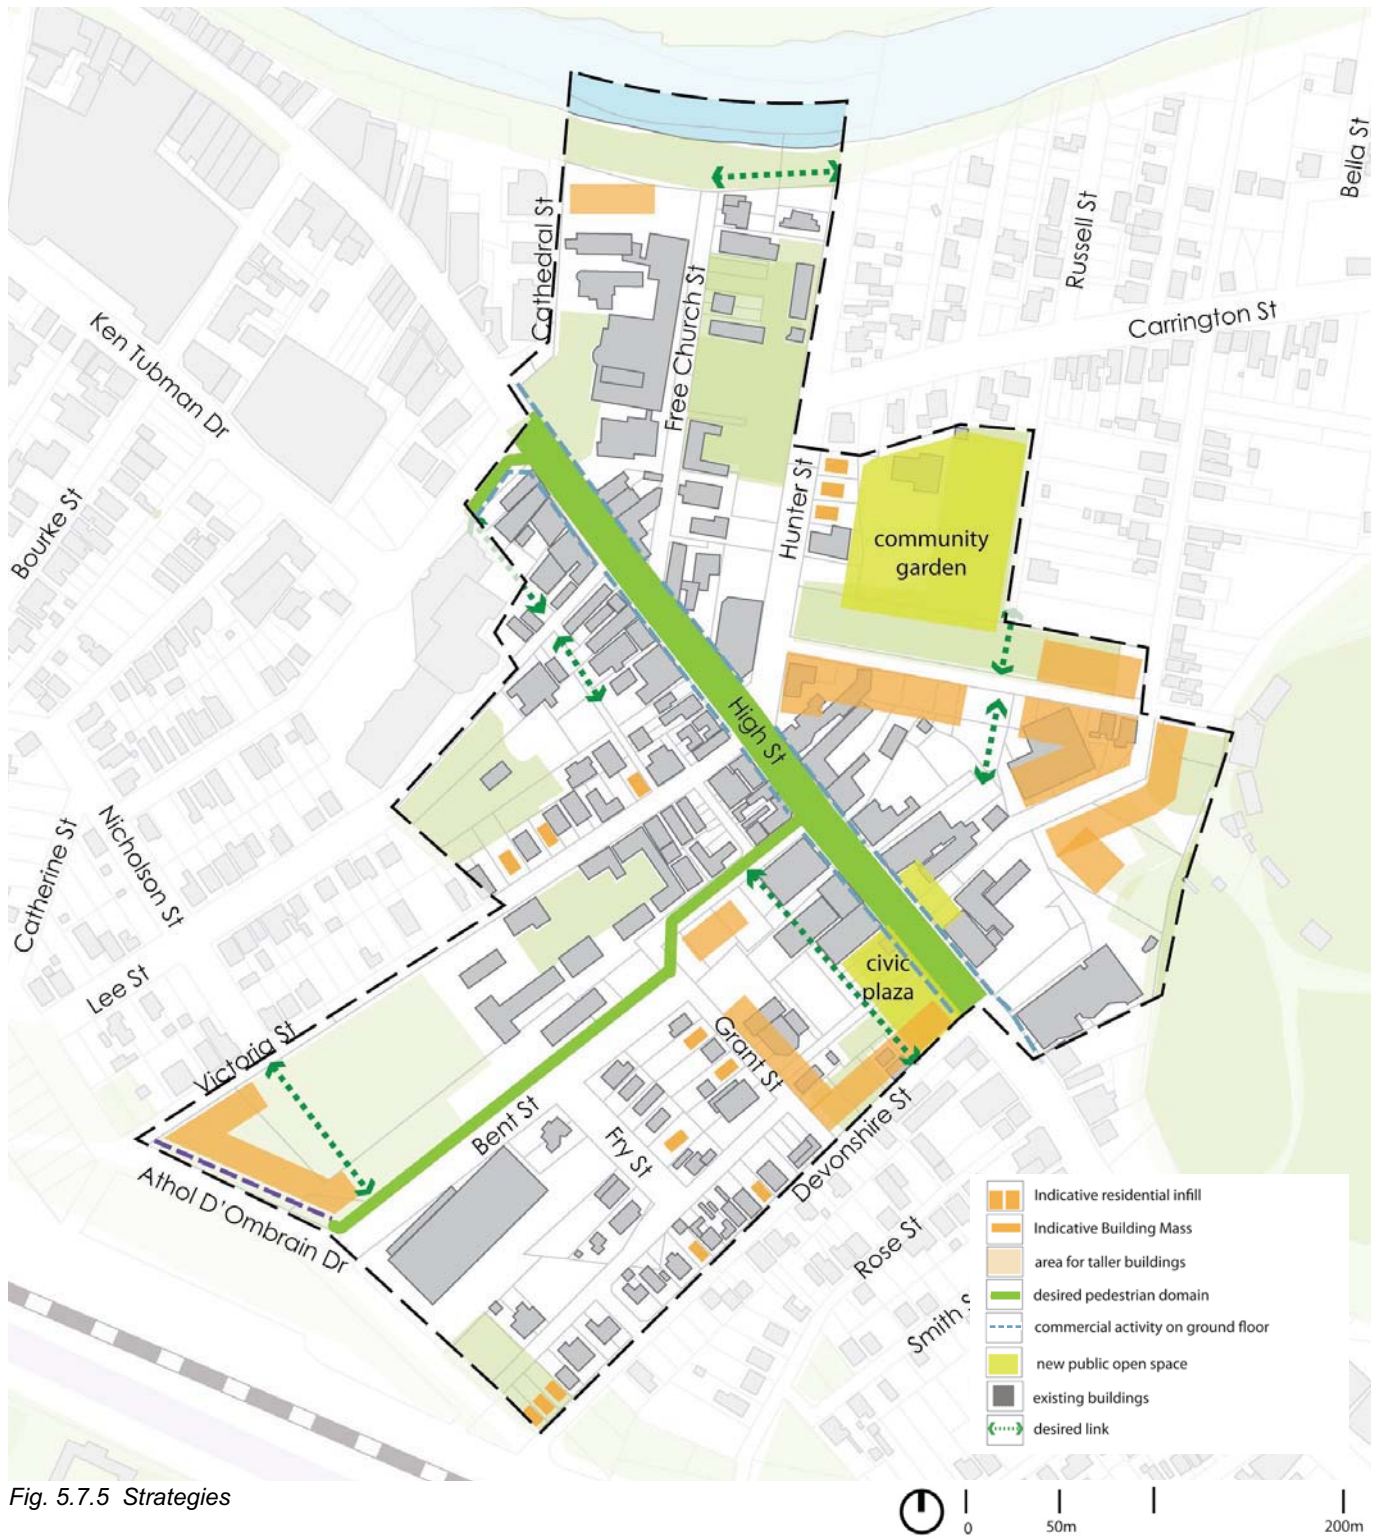 Bella St
Russell St
Cathedral St
Carrington St
Free Church St
Ken Tubman Dr
Hunter St
Bourke St
community
garden
High St
Nicholson St
Catherine St
civic
plaza
Lee St
Victoria St
Grant St
Bent St
Fry St
Devonshire St
Athol D'Ombrain Dr
Rose St
Smith S
Indicative residential infill
Indicative Building Mass
area for taller buildings
desired pedestrian domain
commercial activity on ground floor
new public open space
existing buildings
desired link
Fig. 5.7.5 Strategies
0 50m 200m